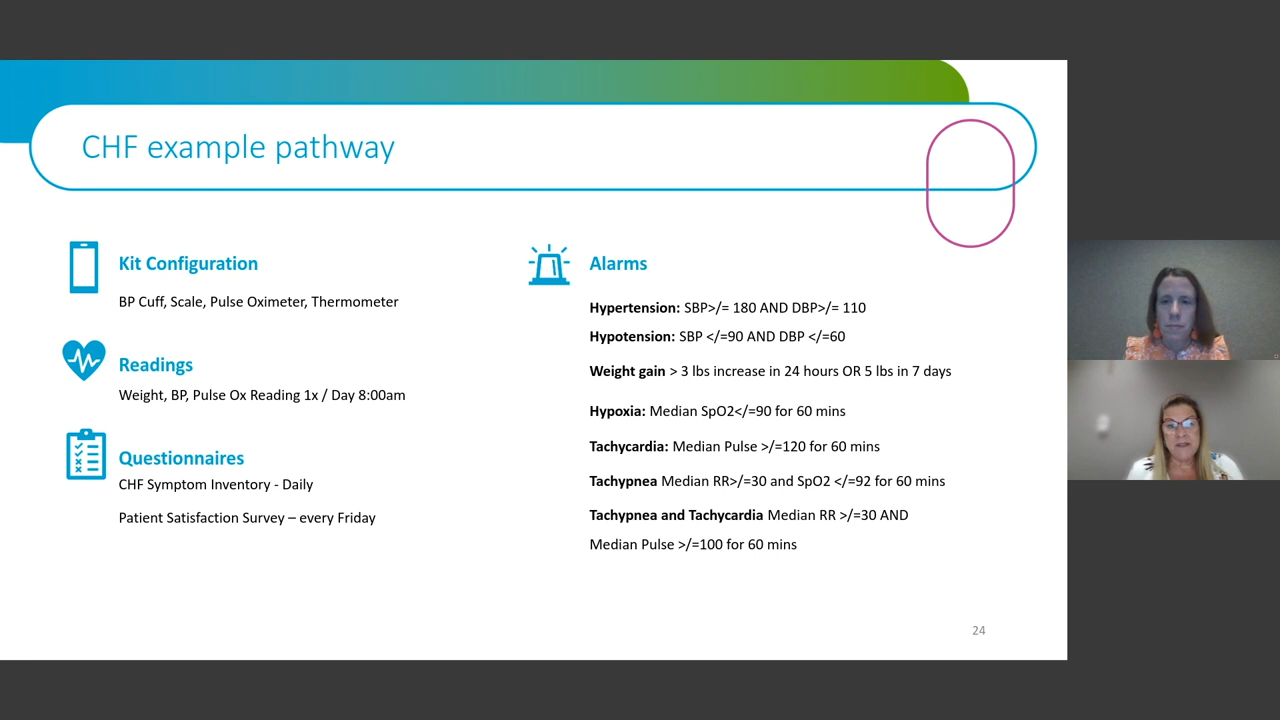 CHF example pathway
Kit Configuration
BP Cuff, Scale, Pulse Oximeter, Thermometer
Readings
Weight, BP, Pulse Ox Reading 1x / Day 8:00am
Questionnaires
CHF Symptom Inventory - Daily
Patient Satisfaction Survey – every Friday
Alarms
Hypertension: SBP>/= 180 AND DBP>/= 110
Hypotension: SBP </=90 AND DBP </=60
Weight gain > 3 lbs increase in 24 hours OR 5 lbs in 7 days
Hypoxia: Median SpO2</=90 for 60 mins
Tachycardia: Median Pulse >/=120 for 60 mins
Tachypnea Median RR>/=30 and SpO2 </=92 for 60 mins
Tachypnea and Tachycardia Median RR >/=30 AND
Median Pulse >/=100 for 60 mins
24